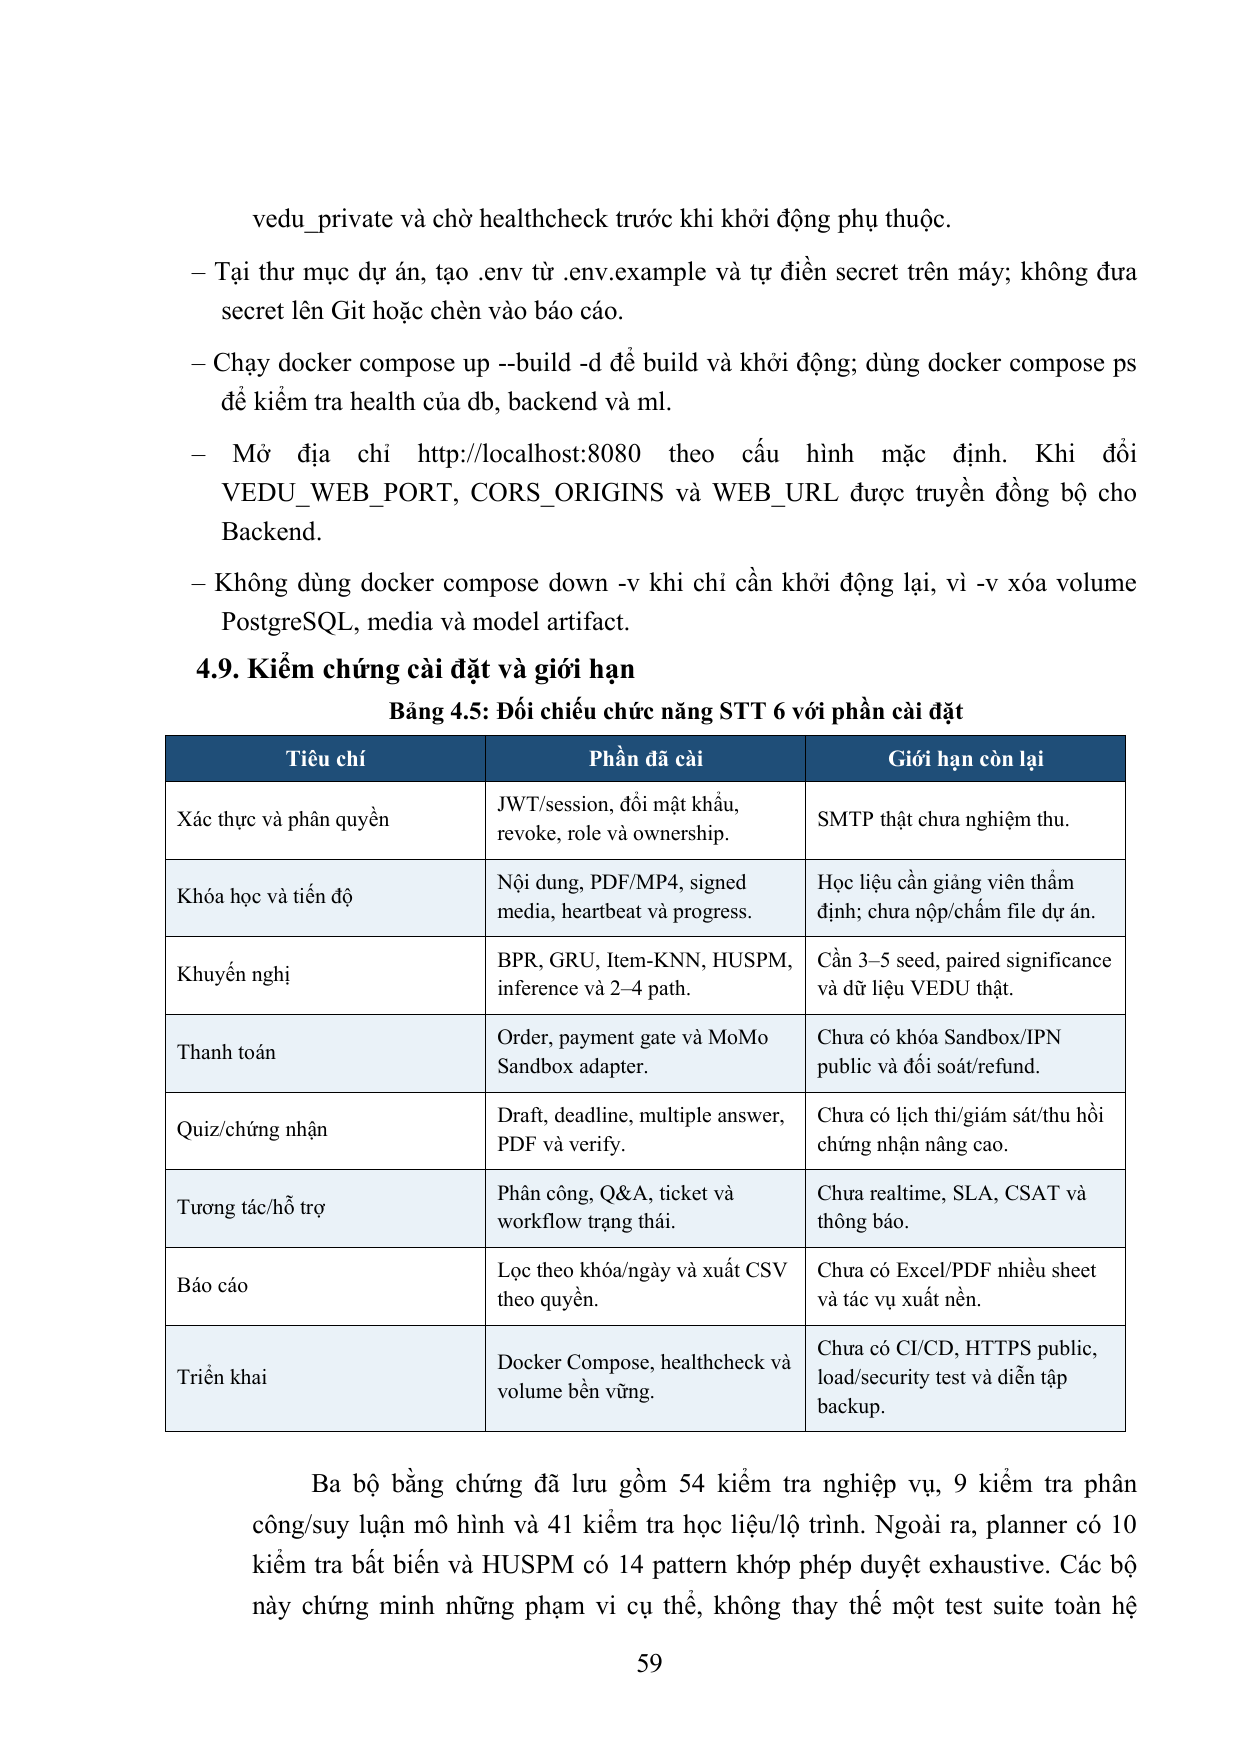 vedu_private và chờ healthcheck trước khi khởi động phụ thuộc.
– Tại thư mục dự án, tạo .env từ .env.example và tự điền secret trên máy; không đưa
secret lên Git hoặc chèn vào báo cáo.
– Chạy docker compose up --build -d để build và khởi động; dùng docker compose ps
để kiểm tra health của db, backend và ml.
– Mở địa chỉ http://localhost:8080 theo cấu hình mặc định. Khi đổi
VEDU_WEB_PORT, CORS_ORIGINS và WEB_URL được truyền đồng bộ cho
Backend.
– Không dùng docker compose down -v khi chỉ cần khởi động lại, vì -v xóa volume
PostgreSQL, media và model artifact.
4.9. Kiểm chứng cài đặt và giới hạn
Bảng 4.5: Đối chiếu chức năng STT 6 với phần cài đặt
Tiêu chí
Phần đã cài
Giới hạn còn lại
Xác thực và phân quyền
JWT/session, đổi mật khẩu,
revoke, role và ownership.
SMTP thật chưa nghiệm thu.
Khóa học và tiến độ
Nội dung, PDF/MP4, signed
media, heartbeat và progress.
Học liệu cần giảng viên thẩm
định; chưa nộp/chấm file dự án.
Khuyến nghị
BPR, GRU, Item-KNN, HUSPM,
inference và 2–4 path.
Cần 3–5 seed, paired significance
và dữ liệu VEDU thật.
Thanh toán
Order, payment gate và MoMo
Sandbox adapter.
Chưa có khóa Sandbox/IPN
public và đối soát/refund.
Quiz/chứng nhận
Draft, deadline, multiple answer,
PDF và verify.
Chưa có lịch thi/giám sát/thu hồi
chứng nhận nâng cao.
Tương tác/hỗ trợ
Phân công, Q&A, ticket và
workflow trạng thái.
Chưa realtime, SLA, CSAT và
thông báo.
Báo cáo
Lọc theo khóa/ngày và xuất CSV
theo quyền.
Chưa có Excel/PDF nhiều sheet
và tác vụ xuất nền.
Triển khai
Docker Compose, healthcheck và
volume bền vững.
Chưa có CI/CD, HTTPS public,
load/security test và diễn tập
backup.
Ba bộ bằng chứng đã lưu gồm 54 kiểm tra nghiệp vụ, 9 kiểm tra phân
công/suy luận mô hình và 41 kiểm tra học liệu/lộ trình. Ngoài ra, planner có 10
kiểm tra bất biến và HUSPM có 14 pattern khớp phép duyệt exhaustive. Các bộ
này chứng minh những phạm vi cụ thể, không thay thế một test suite toàn hệ
59